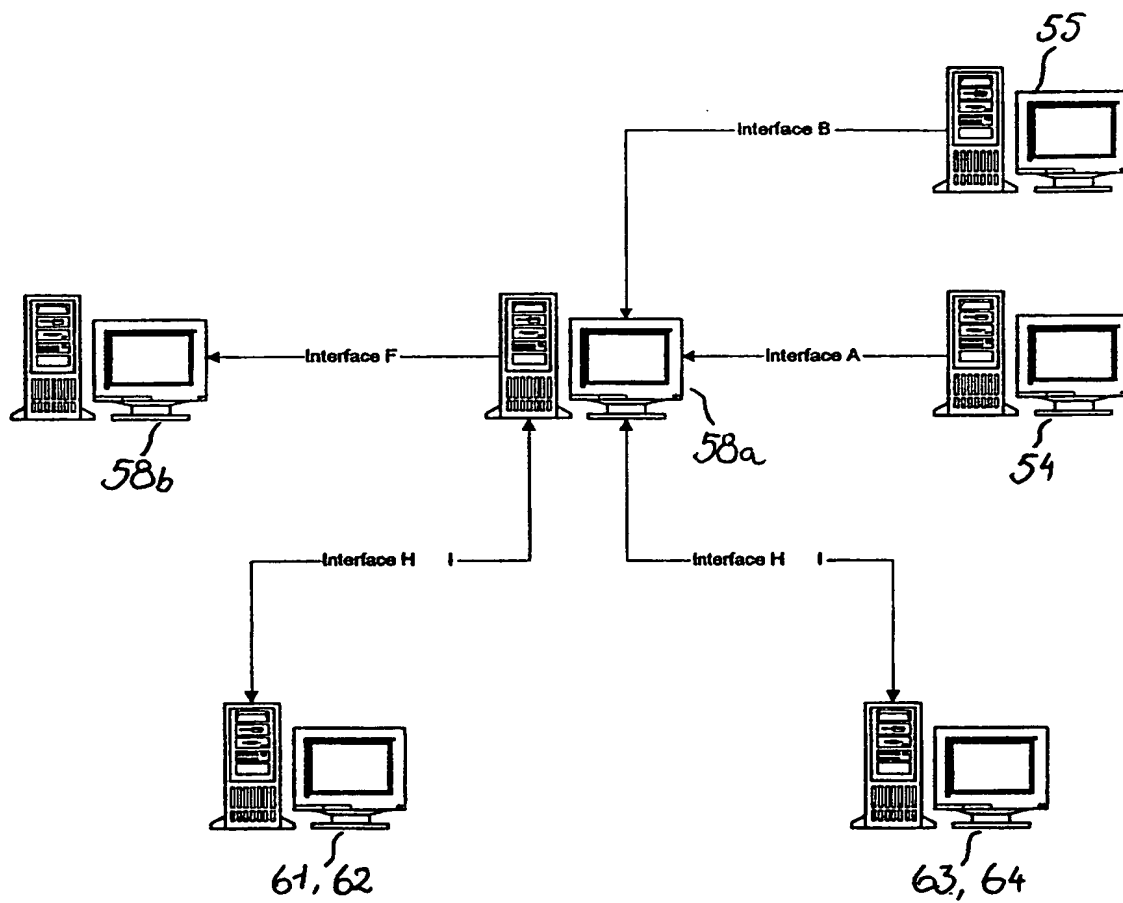 55
Interface B
Interface F
Interface A
58b
58a
54
Interface H I
Interface H I
61, 62
63, 64